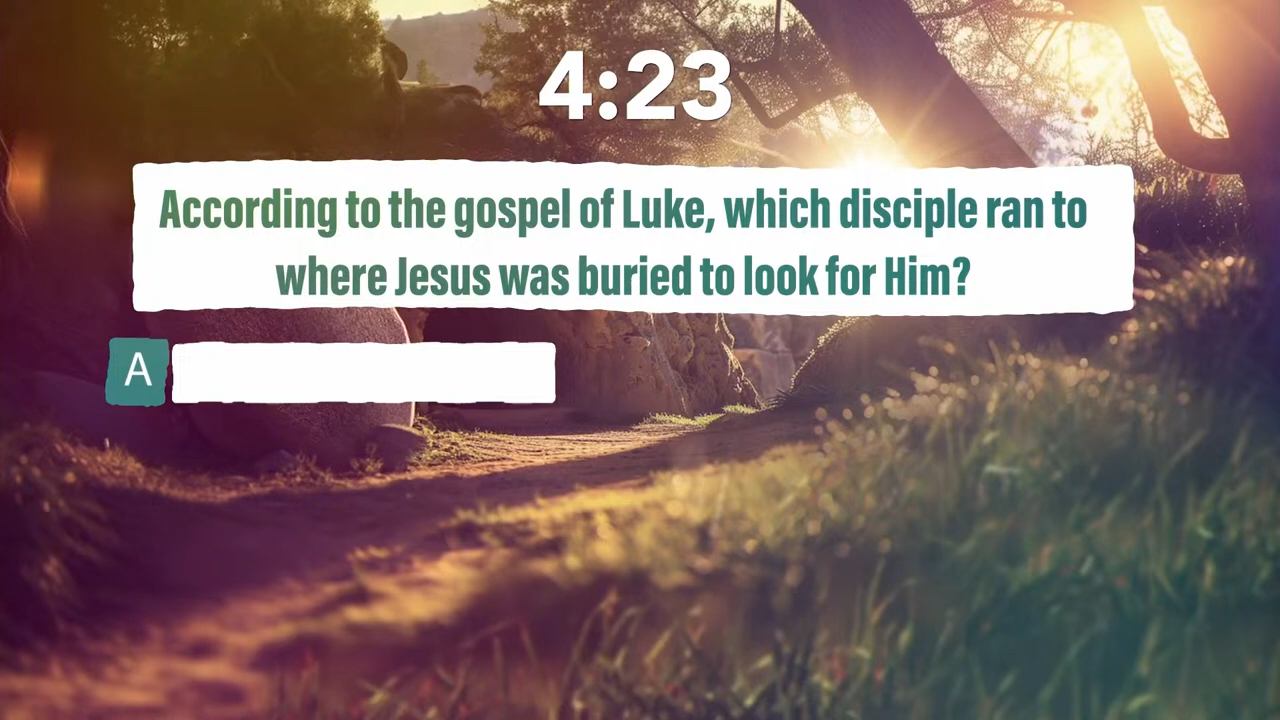 4:23
According to the gospel of Luke, which disciple ran to
where Jesus was buried to look for Him?
A